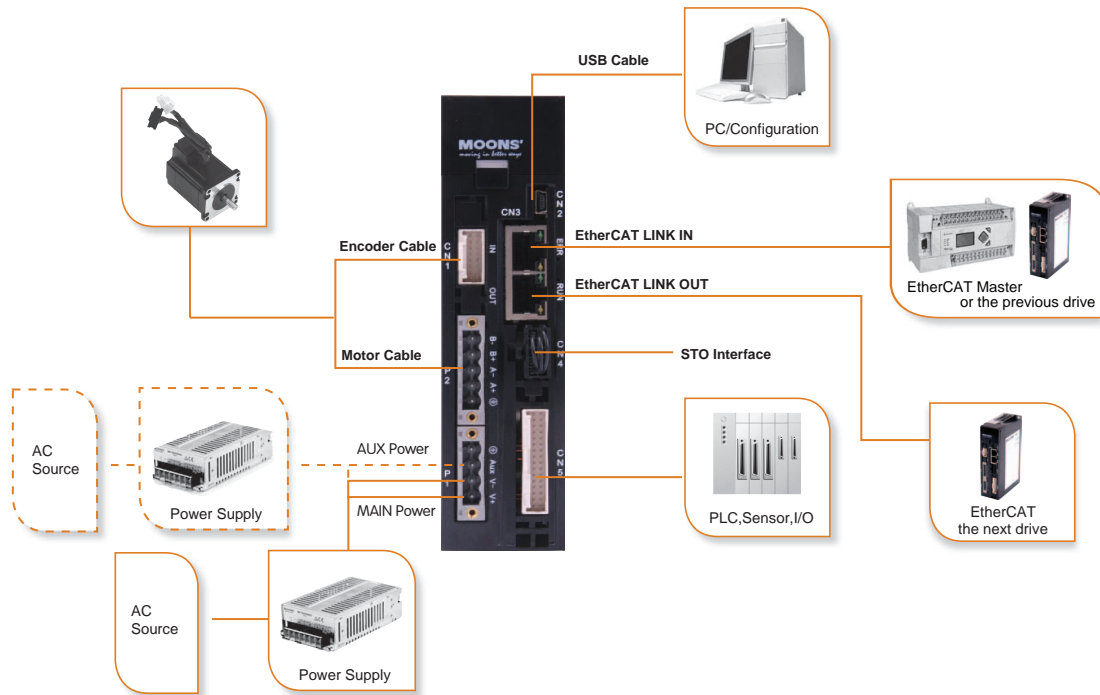 USB Cable
PC/Configuration
MOONS'
moving in better ways
CN2
CN3
Encoder Cable
CN1
IN
ERR
EtherCAT LINK IN
EtherCAT Master
or the previous drive
OUT
RUN
EtherCAT LINK OUT
Motor Cable
P2
B-
B+
A-
A+
CN4
STO Interface
AC
Source
Power Supply
AUX Power
P1
Aux
V-
V+
MAIN Power
CN5
PLC,Sensor,I/O
EtherCAT
the next drive
AC
Source
Power Supply